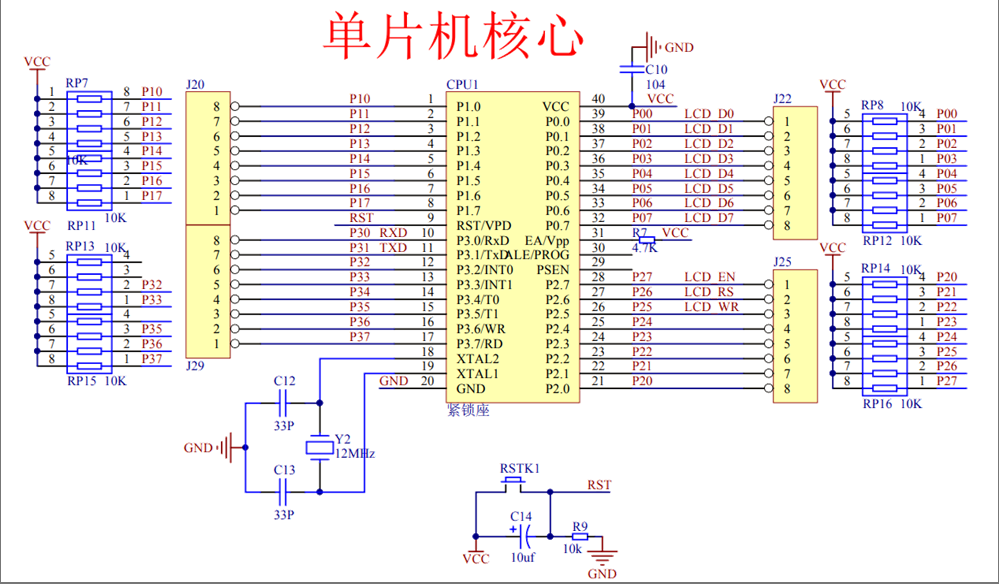 单片机核心
VCC
RP7
1 8 P10
2 7 P11
3 6 P12
4 5 P13
5 4 P14
10K
6 3 P15
7 2 P16
8 1 P17
RP11 10K
VCC
RP13 10K
5 4
6 3
7 2 P32
8 1 P33
5 4
6 3 P35
7 2 P36
8 1 P37
RP15 10K
J20
8
7
6
5
4
3
2
1
8
7
6
5
4
3
2
1
J29
CPU1
P10 1 P1.0
P11 2 P1.1
P12 3 P1.2
P13 4 P1.3
P14 5 P1.4
P15 6 P1.5
P16 7 P1.6
P17 8 P1.7
RST 9 RST/VPD
P30 RXD 10 P3.0/RxD
P31 TXD 11 P3.1/TxD
P32 12 P3.2/INT0
P33 13 P3.3/INT1
P34 14 P3.4/T0
P35 15 P3.5/T1
P36 16 P3.6/WR
P37 17 P3.7/RD
18 XTAL2
19 XTAL1
GND 20 GND
紧锁座
GND
C10
104
VCC 40 VCC
P0.0 39 P00 LCD D0
P0.1 38 P01 LCD D1
P0.2 37 P02 LCD D2
P0.3 36 P03 LCD D3
P0.4 35 P04 LCD D4
P0.5 34 P05 LCD D5
P0.6 33 P06 LCD D6
P0.7 32 P07 LCD D7
EA/Vpp 31 R7 VCC
4.7K
ALE/PROG 30
PSEN 29
P2.7 28 P27 LCD EN
P2.6 27 P26 LCD RS
P2.5 26 P25 LCD WR
P2.4 25 P24
P2.3 24 P23
P2.2 23 P22
P2.1 22 P21
P2.0 21 P20
J22
1
2
3
4
5
6
7
8
J25
1
2
3
4
5
6
7
8
VCC
RP8 10K
5 4 P00
6 3 P01
7 2 P02
8 1 P03
5 4 P04
6 3 P05
7 2 P06
8 1 P07
RP12 10K
VCC
RP14 10K
5 4 P20
6 3 P21
7 2 P22
8 1 P23
5 4 P24
6 3 P25
7 2 P26
8 1 P27
RP16 10K
C12
33P
GND
Y2
12MHz
C13
33P
RSTK1
RST
C14
+
10uf
R9
10k
VCC
GND